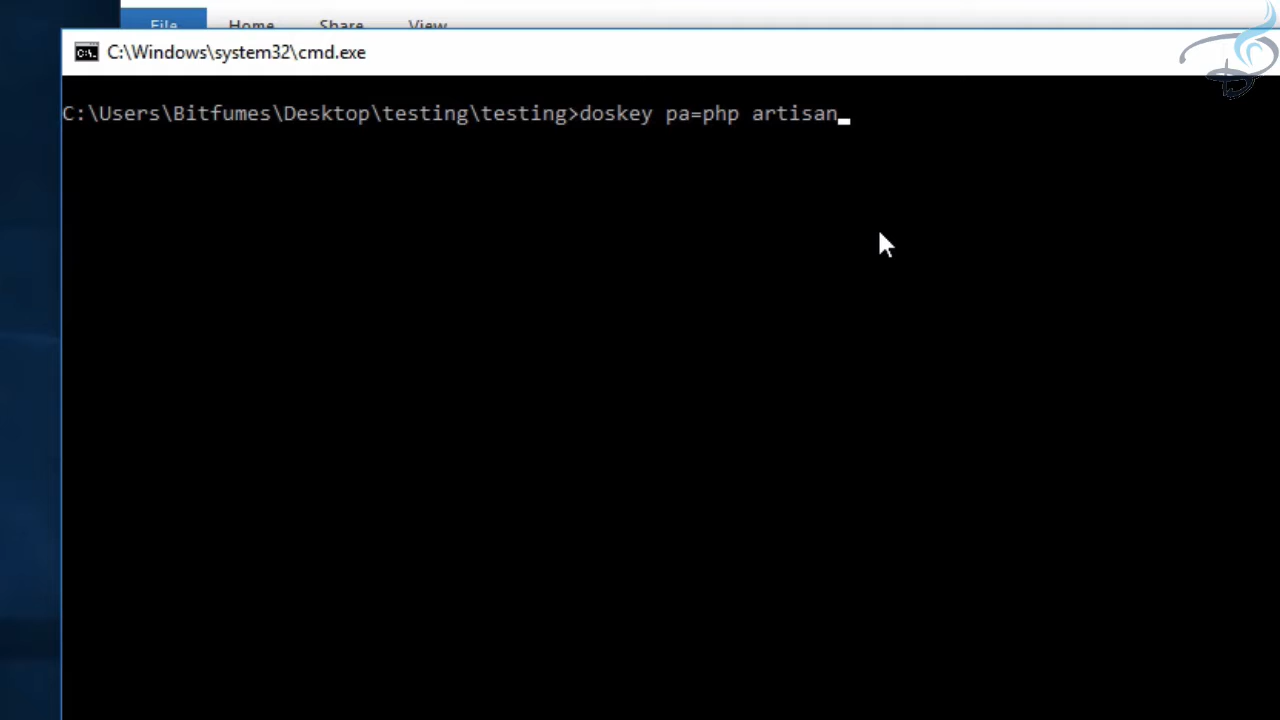 File Home Share View
C:\Windows\system32\cmd.exe
C:\Users\Bitfumes\Desktop\testing\testing>doskey pa=php artisan